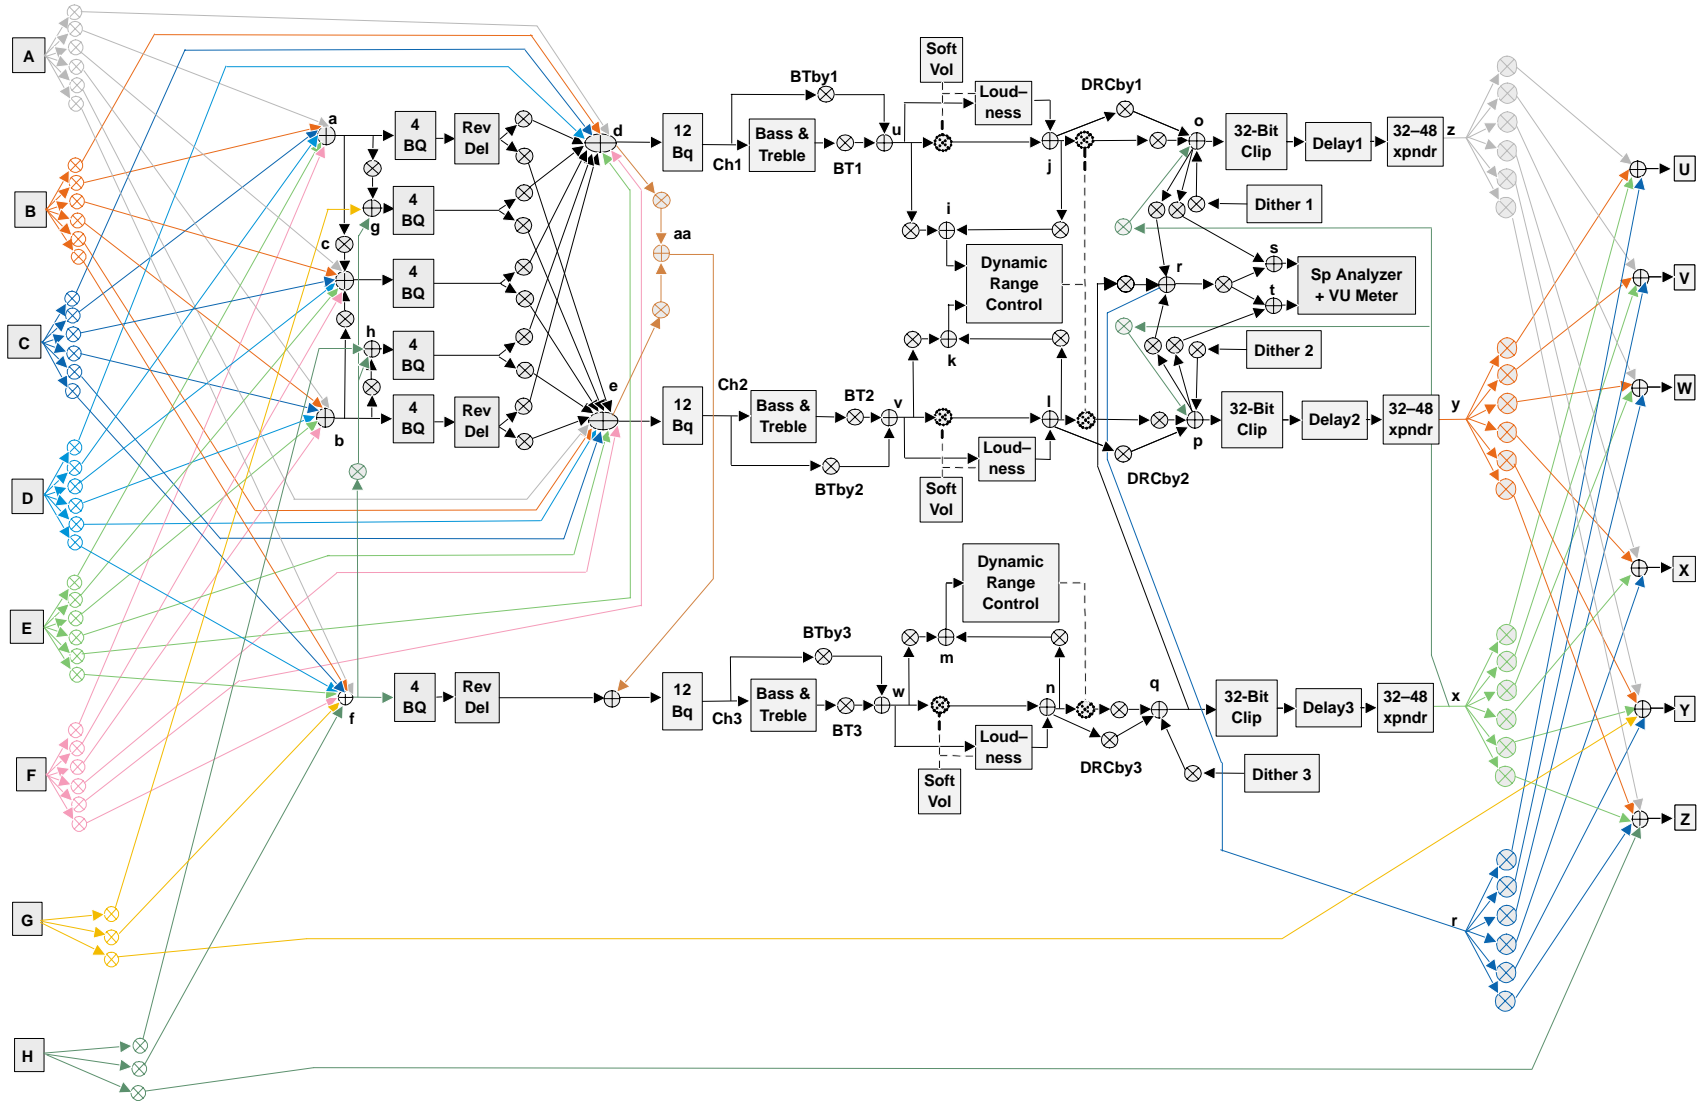 A
B
C
D
E
F
G
H
a
b
c
g
h
f
4
BQ
Rev
Del
4
BQ
4
BQ
4
BQ
4
BQ
Rev
Del
4
BQ
Rev
Del
d
e
aa
12
Bq
Ch1
Bass &
Treble
BTby1
BT1
u
Soft
Vol
Loud–
ness
j
DRCby1
o
32-Bit
Clip
Delay1
32–48
xpndr
z
i
Dynamic
Range
Control
k
r
Dither 1
s
t
Sp Analyzer
+ VU Meter
Dither 2
12
Bq
Ch2
Bass &
Treble
BT2
BTby2
v
Soft
Vol
Loud–
ness
l
DRCby2
p
32-Bit
Clip
Delay2
32–48
xpndr
y
Dynamic
Range
Control
m
12
Bq
Ch3
Bass &
Treble
BTby3
BT3
w
Soft
Vol
Loud–
ness
n
DRCby3
q
32-Bit
Clip
Delay3
32–48
xpndr
x
Dither 3
r
U
V
W
X
Y
Z